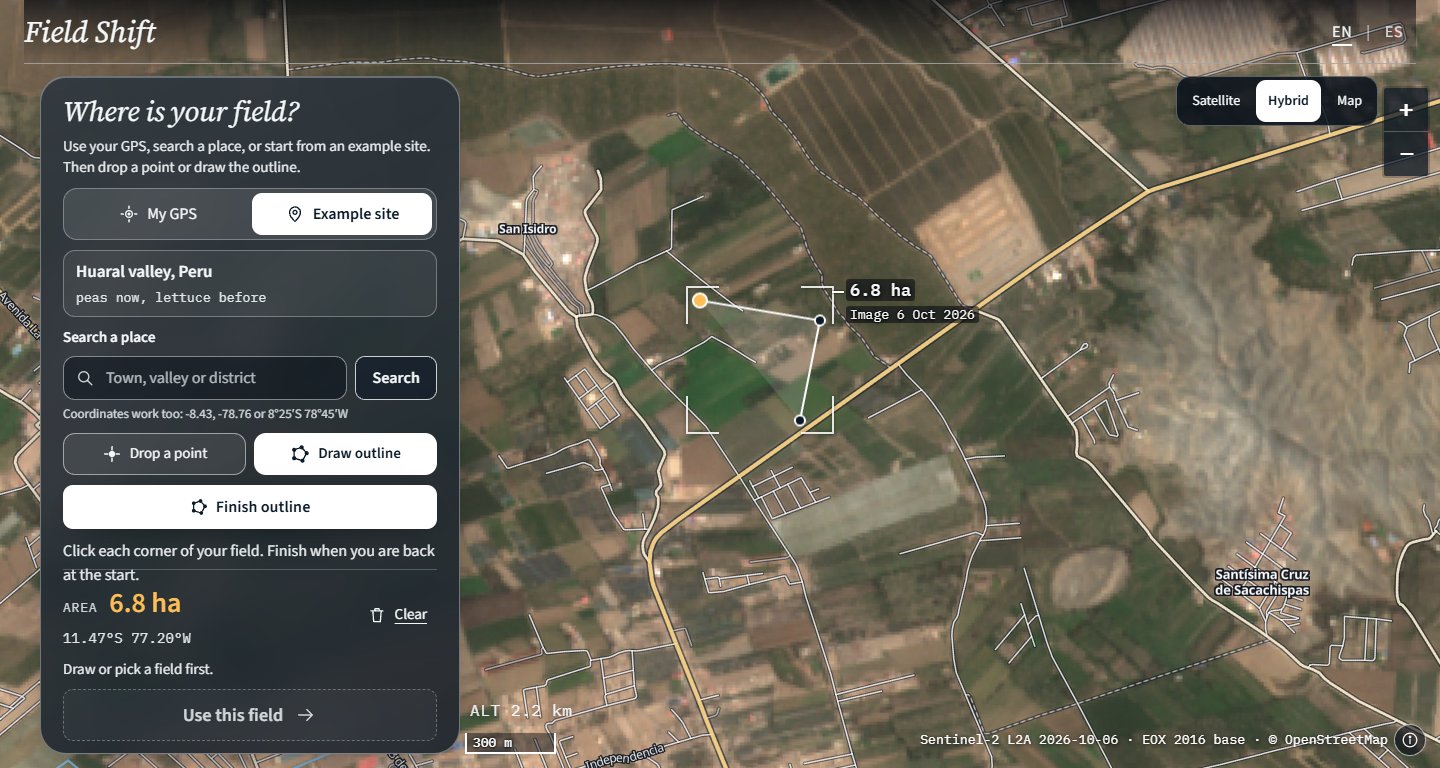 Field Shift
EN | ES
Where is your field?
Use your GPS, search a place, or start from an example site.
Then drop a point or draw the outline.
My GPS
Example site
Huaral valley, Peru
peas now, lettuce before
Search a place
Town, valley or district
Search
Coordinates work too: -8.43, -78.76 or 8°25'S 78°45'W
Drop a point
Draw outline
Finish outline
Click each corner of your field. Finish when you are back
at the start.
AREA 6.8 ha
Clear
11.47°S 77.20°W
Draw or pick a field first.
Use this field
Satellite
Hybrid
Map
+
−
San Isidro
6.8 ha
Image 6 Oct 2026
Santísima Cruz
de Sacachispas
Avenida La
Independencia
ALT 2.2 km
300 m
Sentinel-2 L2A 2026-10-06 · EOX 2016 base · © OpenStreetMap